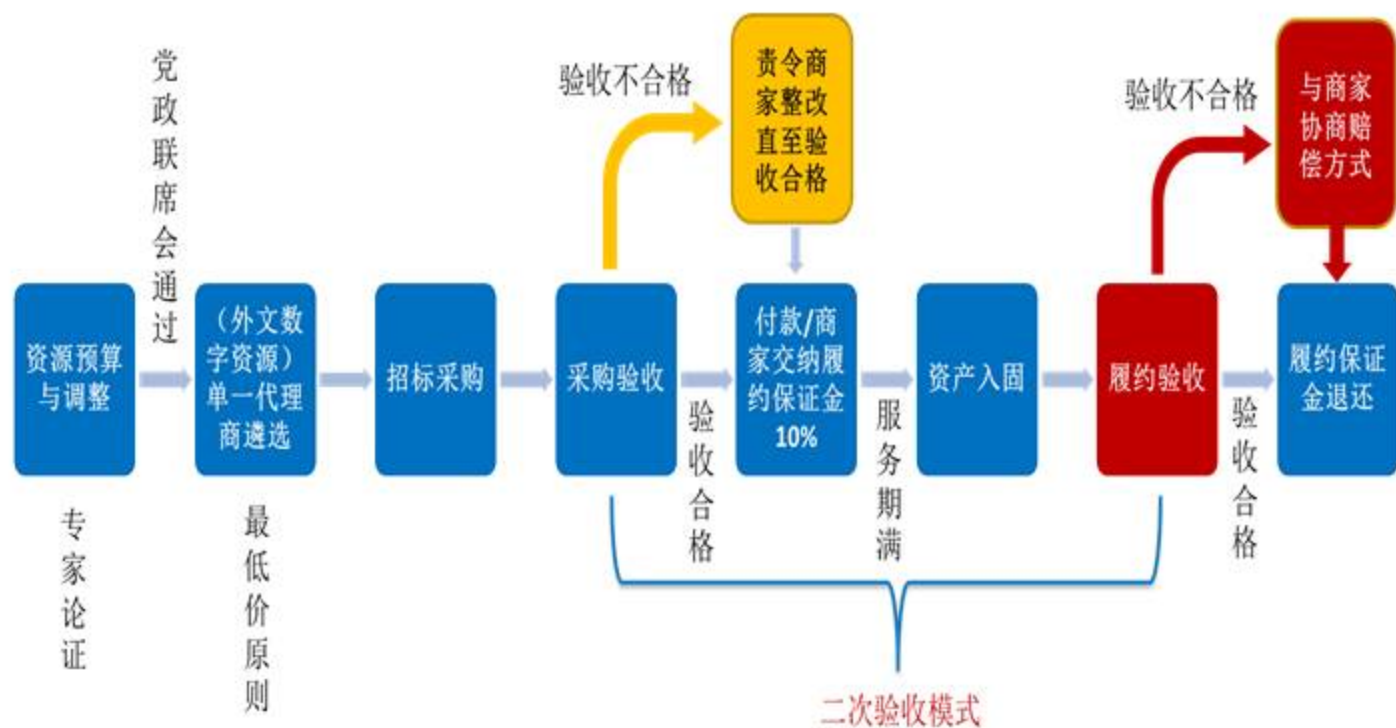 党政联席会通过
验收不合格
责令商
家整改
直至验
收合格
验收不合格
与商家
协商赔
偿方式
资源预算
与调整
（外文数
字资源）
单一代理
商遴选
招标采购
采购验收
付款/商
家交纳履
约保证金
10%
资产入固
履约验收
履约保证
金退还
专家论证
最低价原则
验收合格
服务期满
验收合格
二次验收模式